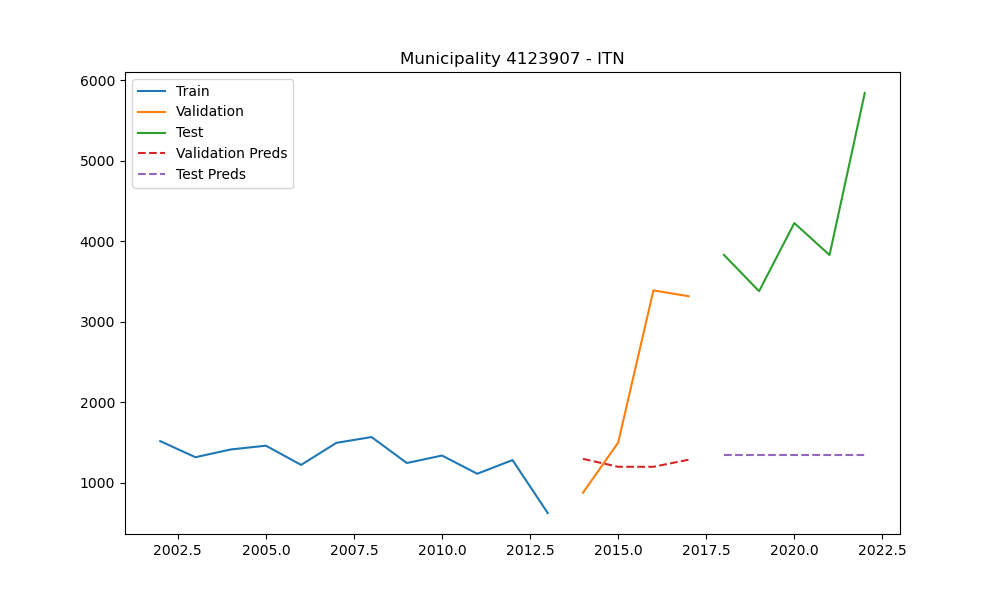 Municipality 4123907 - ITN
Train
Validation
Test
Validation Preds
Test Preds
6000
5000
4000
3000
2000
1000
2002.5 2005.0 2007.5 2010.0 2012.5 2015.0 2017.5 2020.0 2022.5